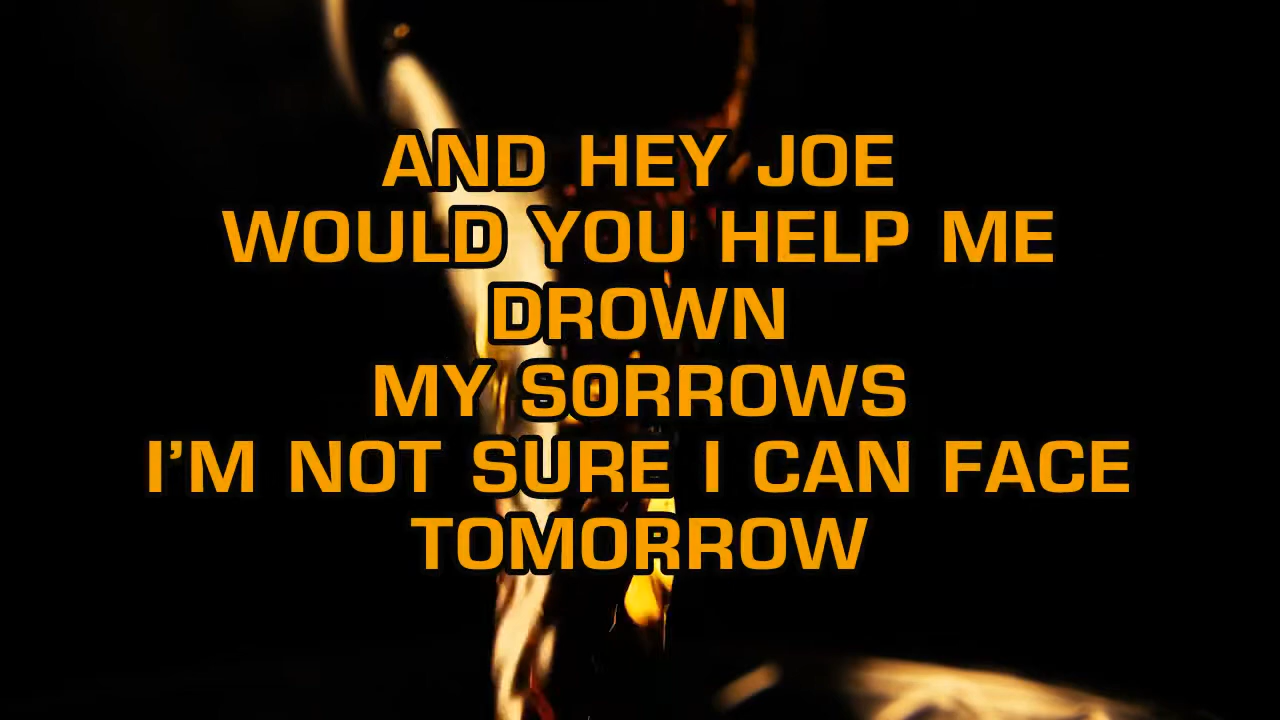 AND HEY JOE
WOULD YOU HELP ME
DROWN
MY SORROWS
I’M NOT SURE I CAN FACE
TOMORROW